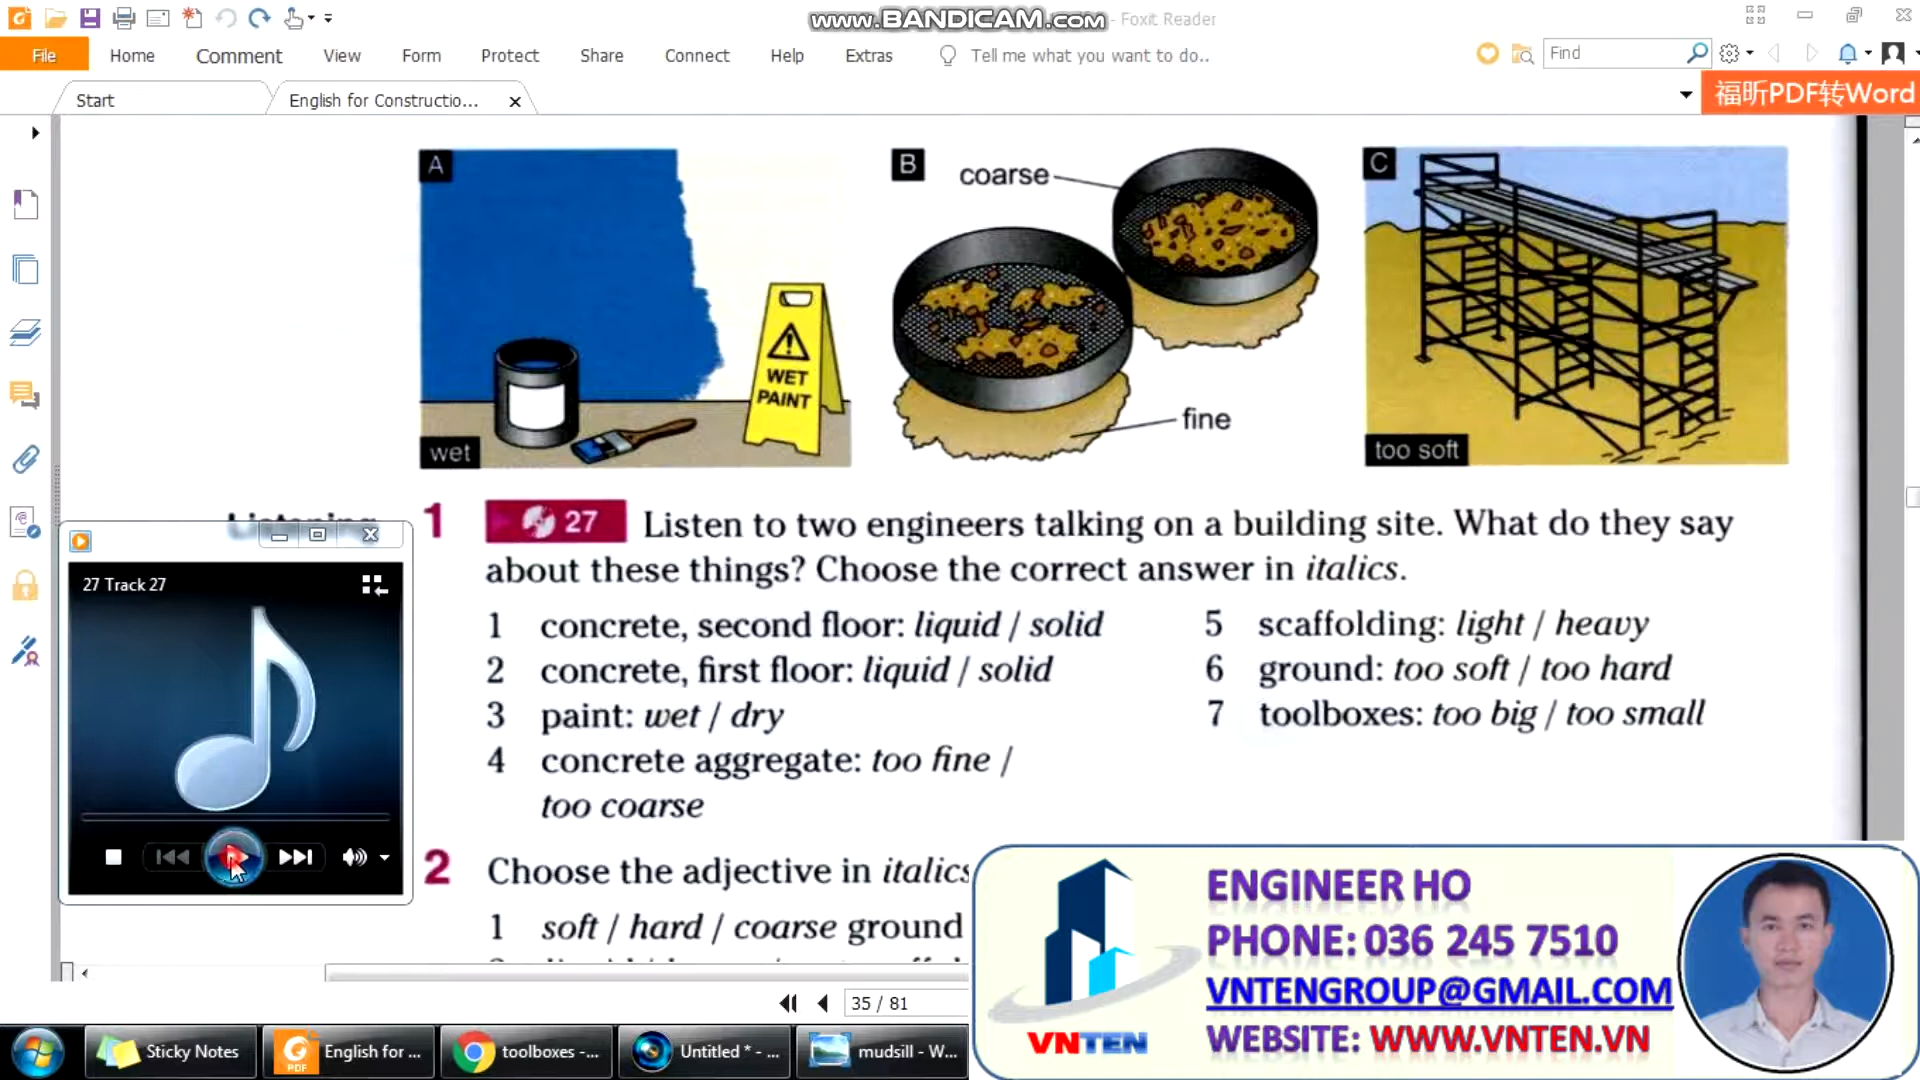 WWW.BANDICAM.COM - Foxit Reader
File Home Comment View Form Protect Share Connect Help Extras Tell me what you want to do.. Find
Start English for Constructio... 福昕PDF转Word
A
WET
PAINT
wet
B
coarse
fine
C
too soft
Listening
1 27 Listen to two engineers talking on a building site. What do they say
about these things? Choose the correct answer in italics.
1 concrete, second floor: liquid / solid
2 concrete, first floor: liquid / solid
3 paint: wet / dry
4 concrete aggregate: too fine /
too coarse
5 scaffolding: light / heavy
6 ground: too soft / too hard
7 toolboxes: too big / too small
2 Choose the adjective in italics
1 soft / hard / coarse ground
27 Track 27
35 / 81
Sticky Notes English for ... toolboxes -... Untitled * - ... mudsill - W...
PDF
VNTEN
ENGINEER HO
PHONE: 036 245 7510
VNTENGROUP@GMAIL.COM
WEBSITE: WWW.VNTEN.VN